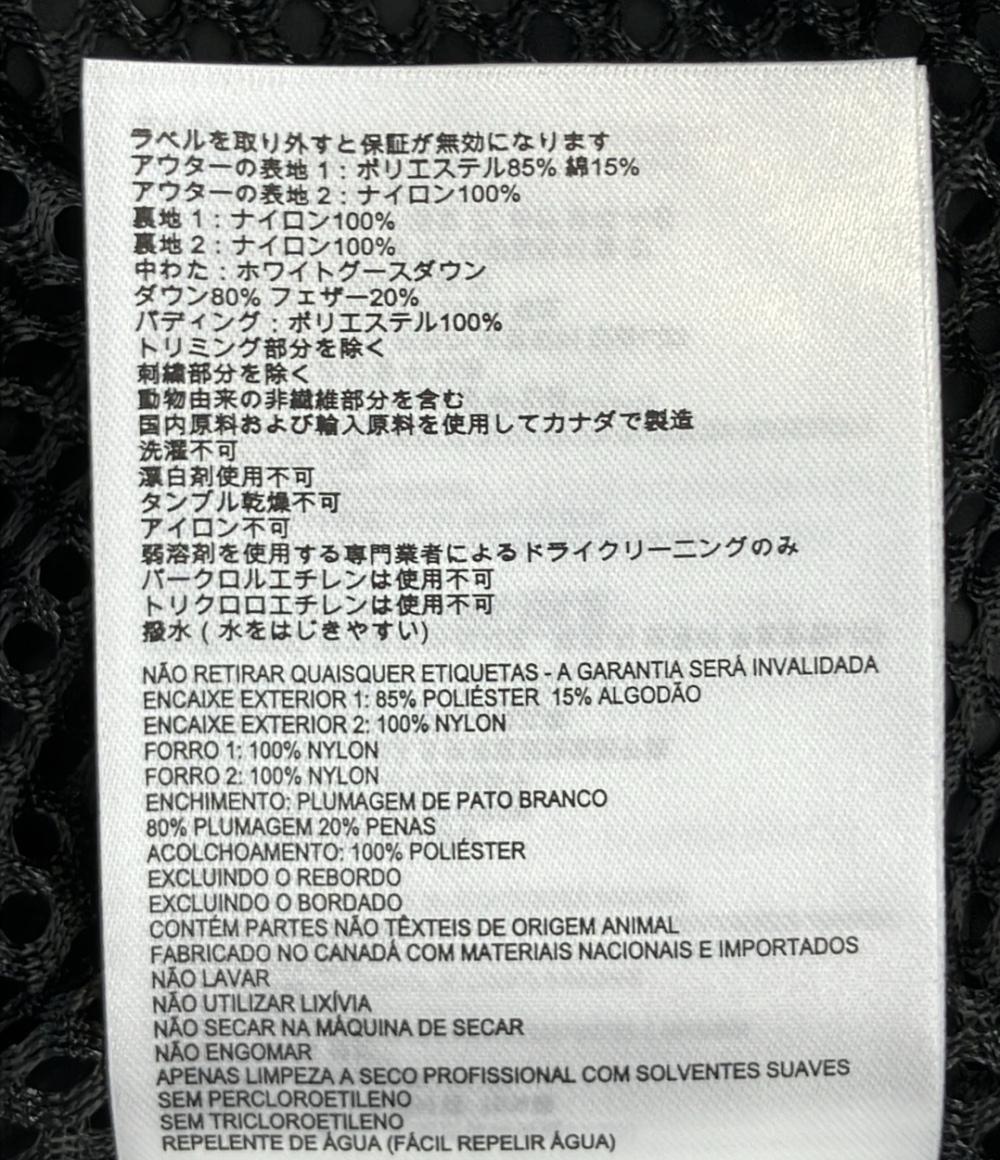 ラベルを取り外すと保証が無効になります
アウターの表地 1：ポリエステル85% 綿15%
アウターの表地 2：ナイロン100%
裏地 1：ナイロン100%
裏地 2：ナイロン100%
中わた：ホワイトグースダウン
ダウン80% フェザー20%
パディング：ポリエステル100%
トリミング部分を除く
刺繍部分を除く
動物由来の非繊維部分を含む
国内原料および輸入原料を使用してカナダで製造
洗濯不可
漂白剤使用不可
タンブル乾燥不可
アイロン不可
弱溶剤を使用する専門業者によるドライクリーニングのみ
パークロルエチレンは使用不可
トリクロロエチレンは使用不可
撥水 ( 水をはじきやすい)
NÃO RETIRAR QUAISQUER ETIQUETAS - A GARANTIA SERÁ INVALIDADA
ENCAIXE EXTERIOR 1: 85% POLIÉSTER 15% ALGODÃO
ENCAIXE EXTERIOR 2: 100% NYLON
FORRO 1: 100% NYLON
FORRO 2: 100% NYLON
ENCHIMENTO: PLUMAGEM DE PATO BRANCO
80% PLUMAGEM 20% PENAS
ACOLCHOAMENTO: 100% POLIÉSTER
EXCLUINDO O REBORDO
EXCLUINDO O BORDADO
CONTÉM PARTES NÃO TÊXTEIS DE ORIGEM ANIMAL
FABRICADO NO CANADÁ COM MATERIAIS NACIONAIS E IMPORTADOS
NÃO LAVAR
NÃO UTILIZAR LIXÍVIA
NÃO SECAR NA MÁQUINA DE SECAR
NÃO ENGOMAR
APENAS LIMPEZA A SECO PROFISSIONAL COM SOLVENTES SUAVES
SEM PERCLOROETILENO
SEM TRICLOROETILENO
REPELENTE DE ÁGUA (FÁCIL REPELIR ÁGUA)